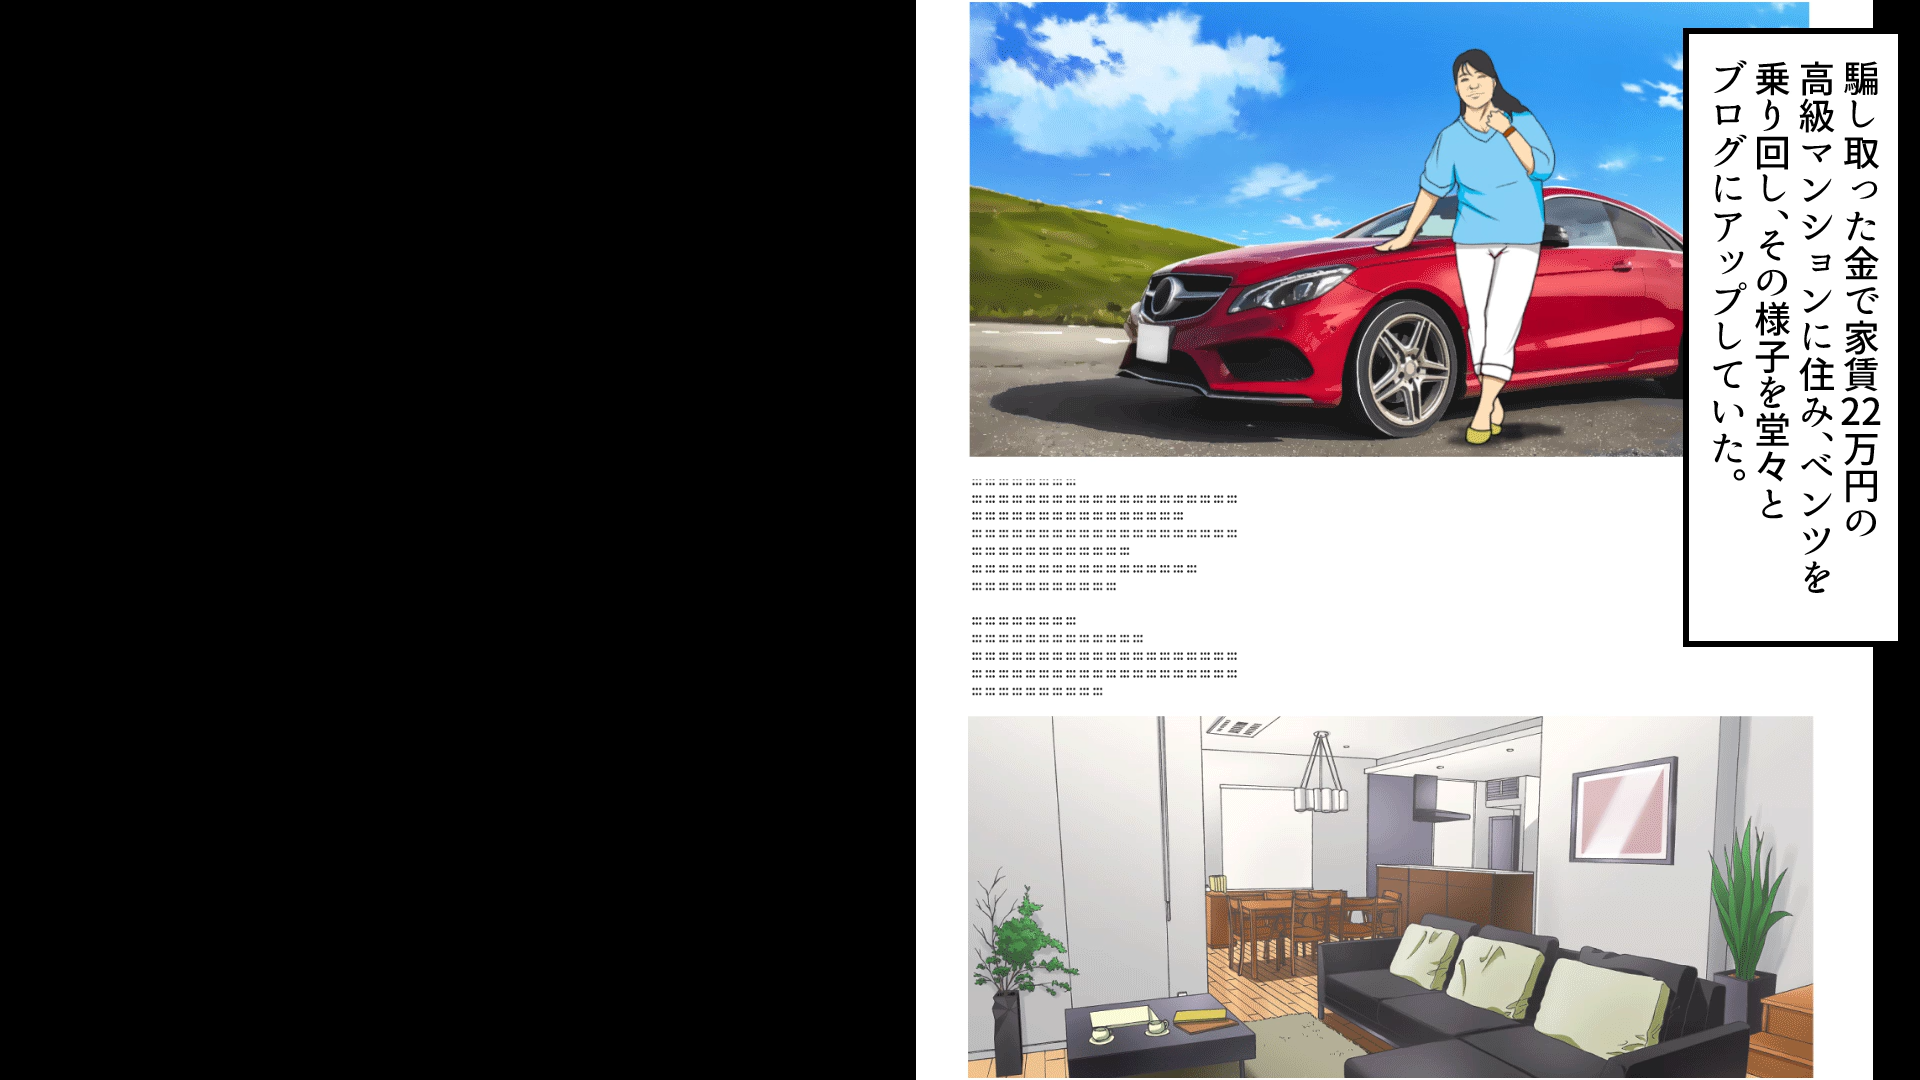 騙し取った金で家賃22万円の
高級マンションに住み、ベンツを
乗り回し、その様子を堂々と
ブログにアップしていた。